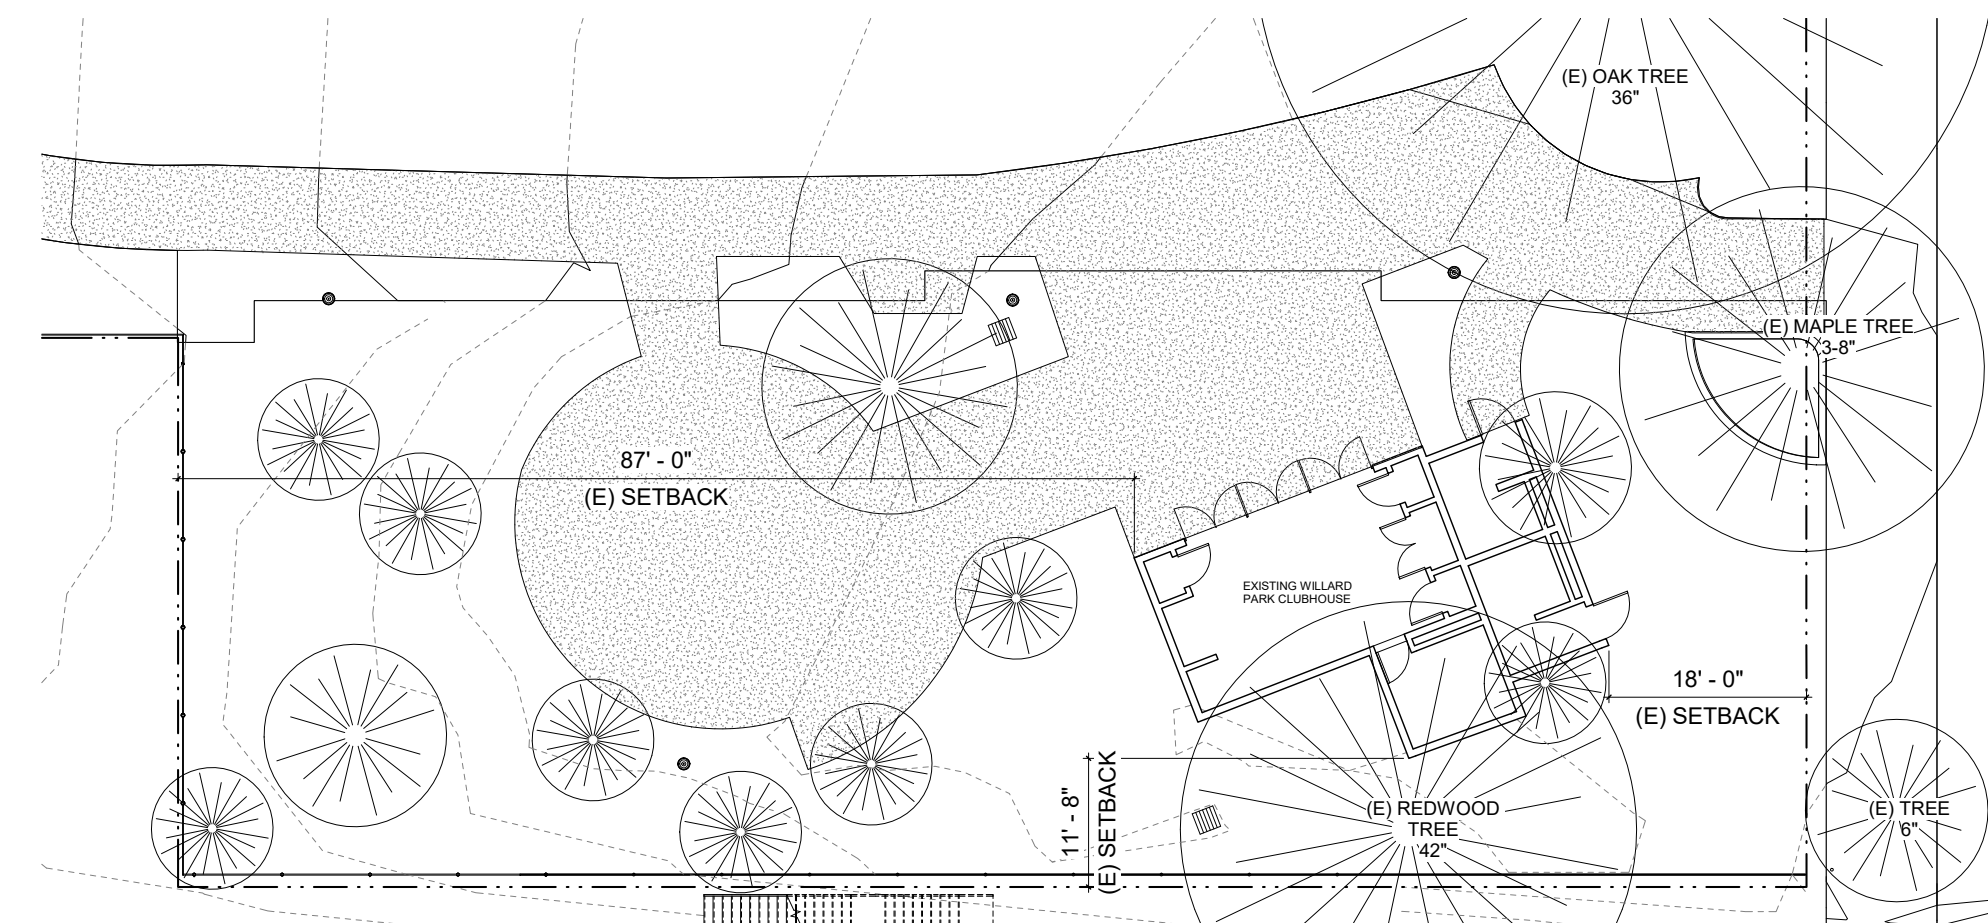 (E) OAK TREE
36"
(E) MAPLE TREE
3-8"
87' - 0"
(E) SETBACK
EXISTING WILLARD
PARK CLUBHOUSE
18' - 0"
(E) SETBACK
11' - 8"
(E) SETBACK
(E) REDWOOD
TREE
42"
(E) TREE
6"